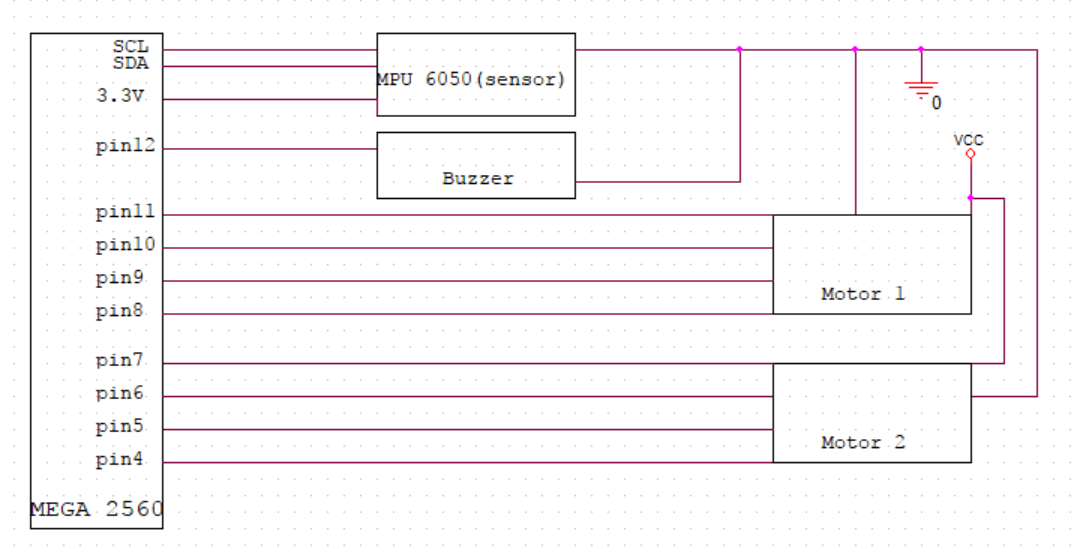 SCL
SDA
3.3V
MPU 6050(sensor)
0
pin12
VCC
Buzzer
pin11
pin10
pin9
Motor 1
pin8
pin7
pin6
pin5
Motor 2
pin4
MEGA 2560